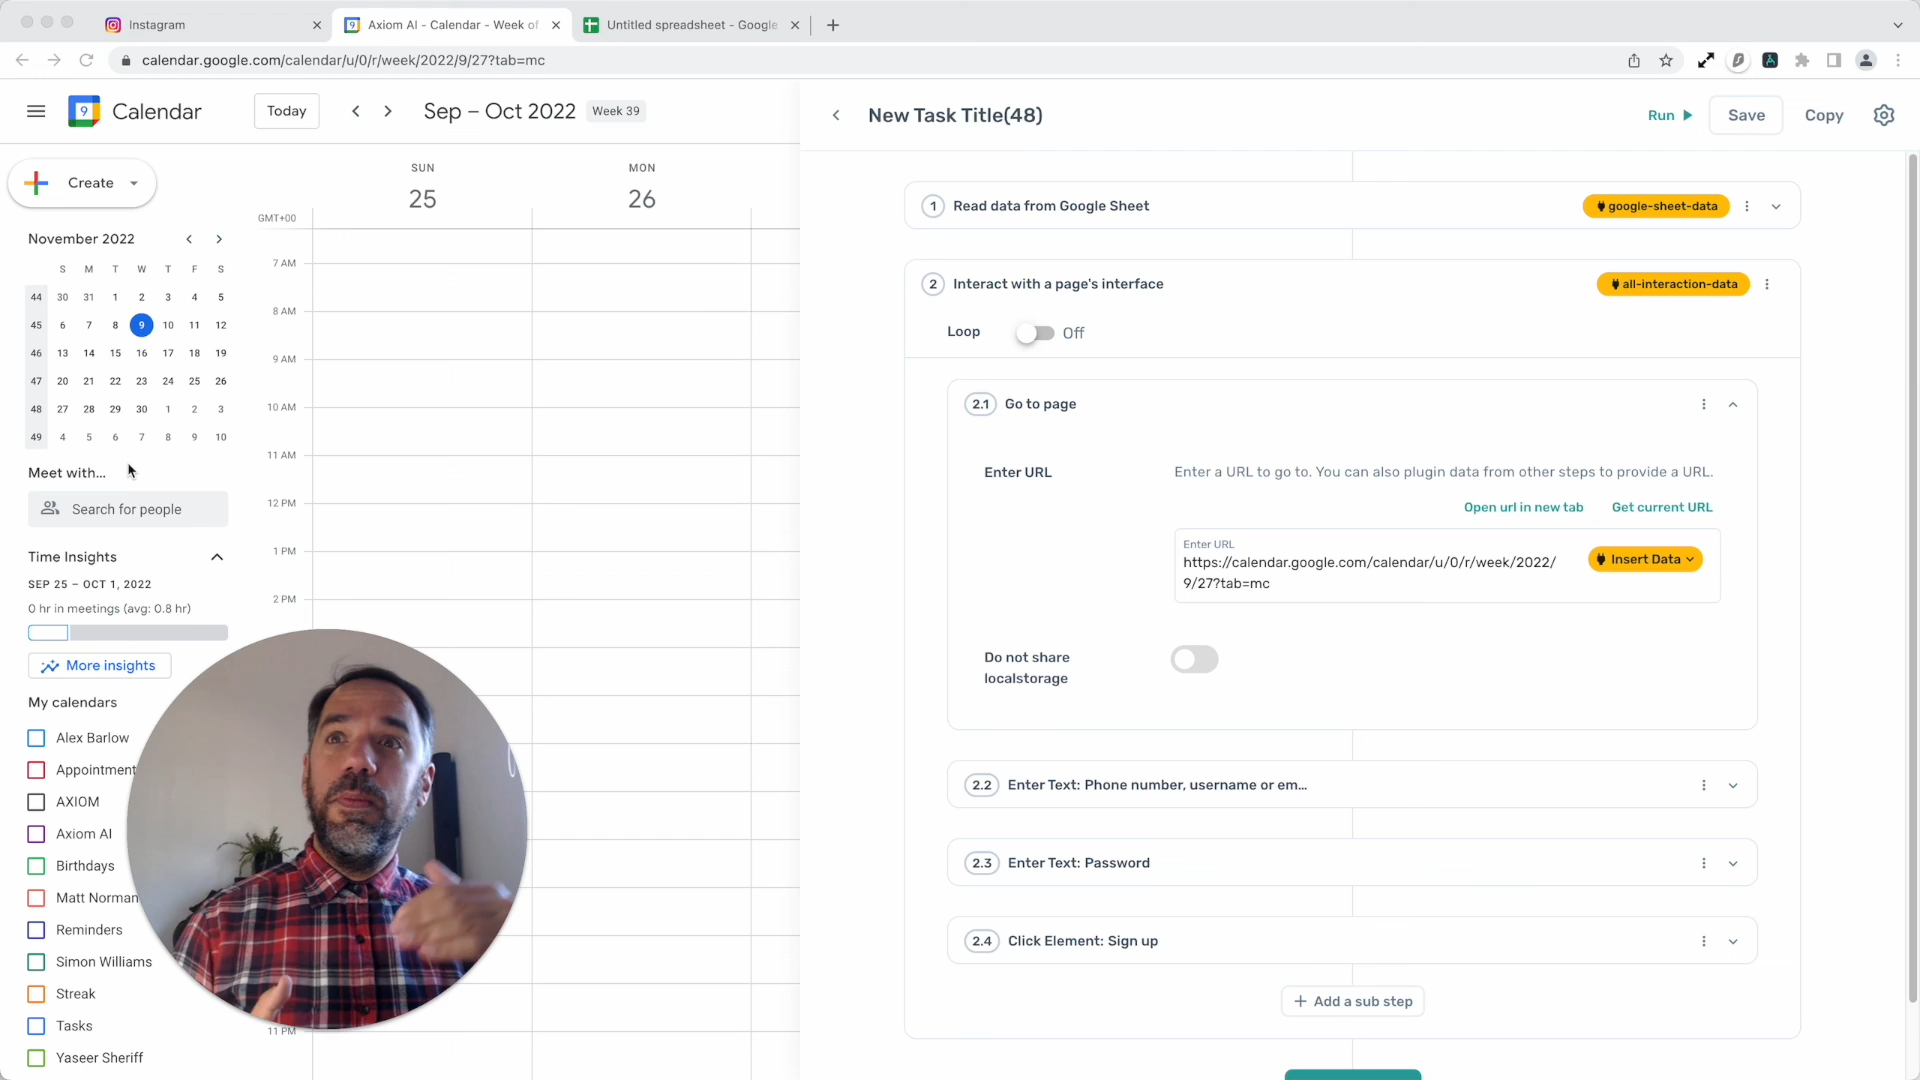 Instagram
Axiom AI - Calendar - Week of
Untitled spreadsheet - Google
calendar.google.com/calendar/u/0/r/week/2022/9/27?tab=mc
9
Calendar
Today
Sep – Oct 2022
Week 39
New Task Title(48)
Run
Save
Copy
Create
SUN
25
MON
26
GMT+00
November 2022
S M T W T F S
44 30 31 1 2 3 4 5
45 6 7 8 9 10 11 12
46 13 14 15 16 17 18 19
47 20 21 22 23 24 25 26
48 27 28 29 30 1 2 3
49 4 5 6 7 8 9 10
Meet with...
Search for people
Time Insights
SEP 25 – OCT 1, 2022
0 hr in meetings (avg: 0.8 hr)
More insights
My calendars
Alex Barlow
Appointment
AXIOM
Axiom AI
Birthdays
Matt Norman
Reminders
Simon Williams
Streak
Tasks
Yaseer Sheriff
7 AM
8 AM
9 AM
10 AM
11 AM
12 PM
1 PM
2 PM
11 PM
1 Read data from Google Sheet
google-sheet-data
2 Interact with a page's interface
all-interaction-data
Loop
Off
2.1 Go to page
Enter URL
Enter a URL to go to. You can also plugin data from other steps to provide a URL.
Open url in new tab
Get current URL
Enter URL
https://calendar.google.com/calendar/u/0/r/week/2022/
9/27?tab=mc
Insert Data
Do not share
localstorage
2.2 Enter Text: Phone number, username or em...
2.3 Enter Text: Password
2.4 Click Element: Sign up
+ Add a sub step